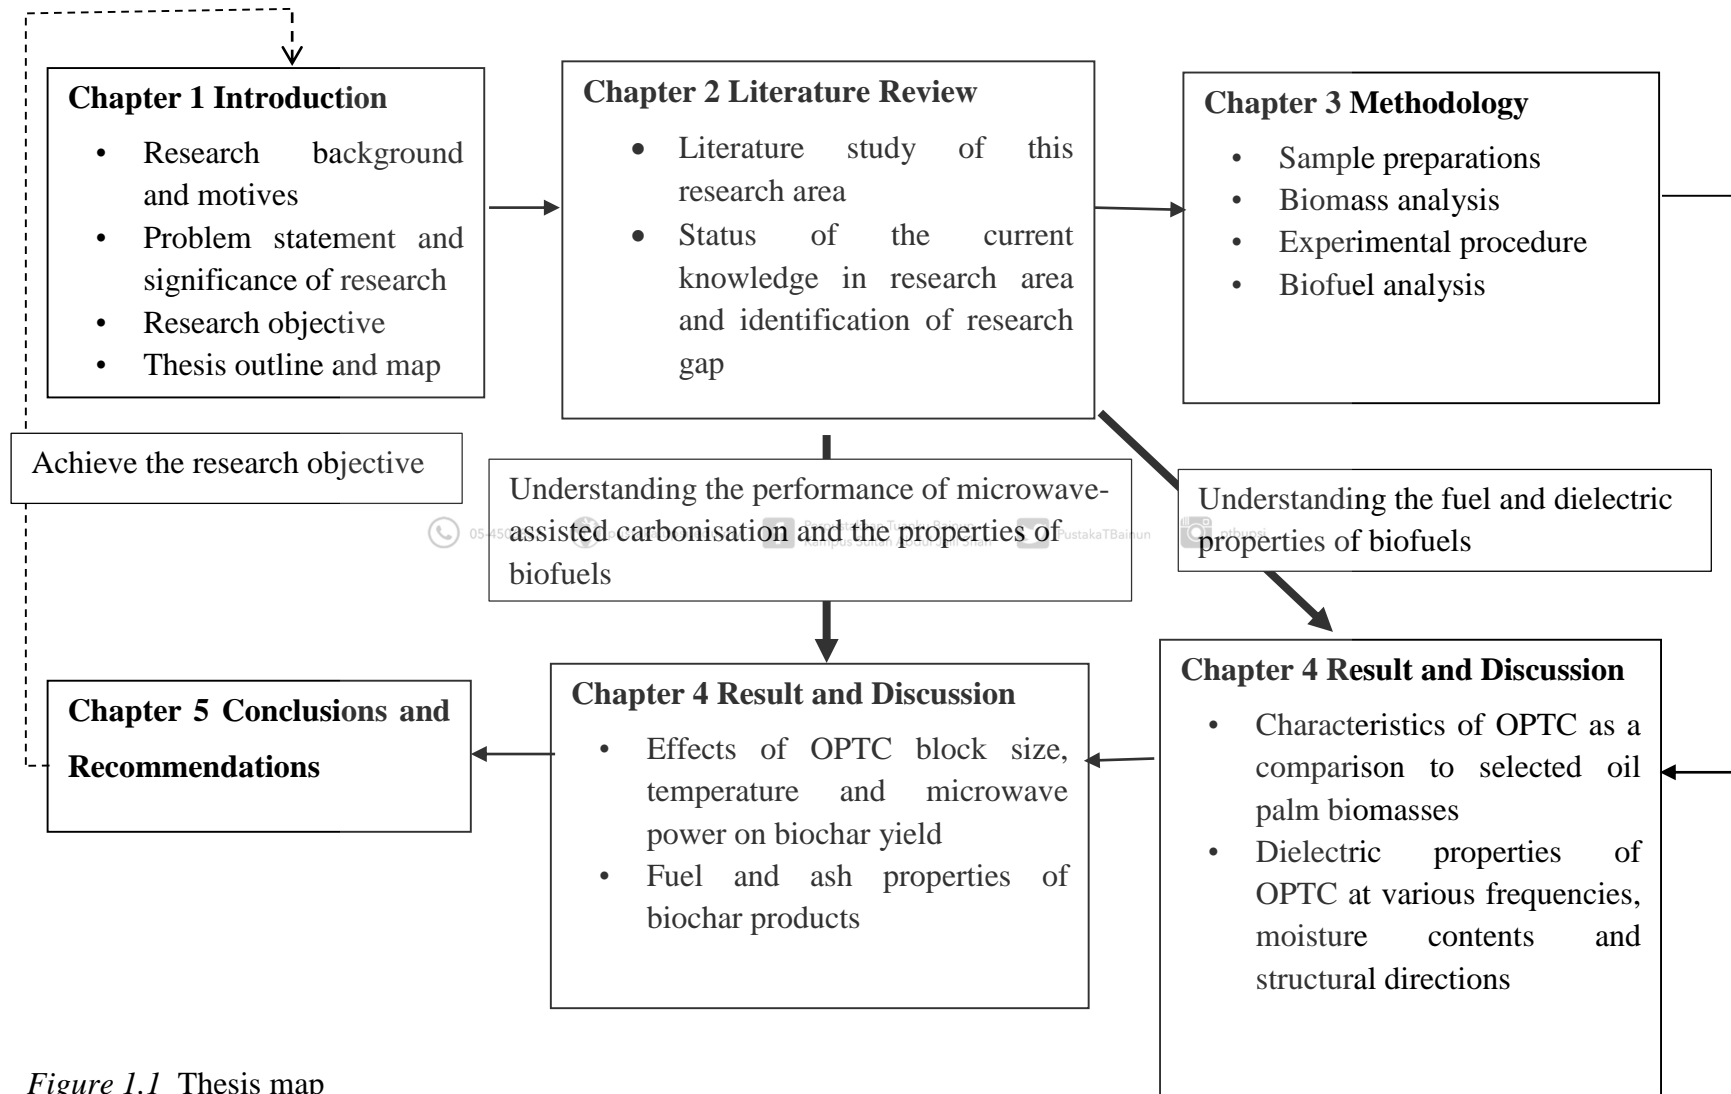 Chapter 1 Introduction
• Research background
and motives
• Problem statement and
significance of research
• Research objective
• Thesis outline and map
Chapter 2 Literature Review
• Literature study of this
research area
• Status of the current
knowledge in research area
and identification of research
gap
Chapter 3 Methodology
• Sample preparations
• Biomass analysis
• Experimental procedure
• Biofuel analysis
Achieve the research objective
Understanding the performance of microwave-
assisted carbonisation and the properties of
biofuels
Understanding the fuel and dielectric
properties of biofuels
PustakaTBainun
ptbupsi
Chapter 5 Conclusions and
Recommendations
Chapter 4 Result and Discussion
• Effects of OPTC block size,
temperature and microwave
power on biochar yield
• Fuel and ash properties of
biochar products
Chapter 4 Result and Discussion
• Characteristics of OPTC as a
comparison to selected oil
palm biomasses
• Dielectric properties of
OPTC at various frequencies,
moisture contents and
structural directions
Figure 1.1 Thesis map